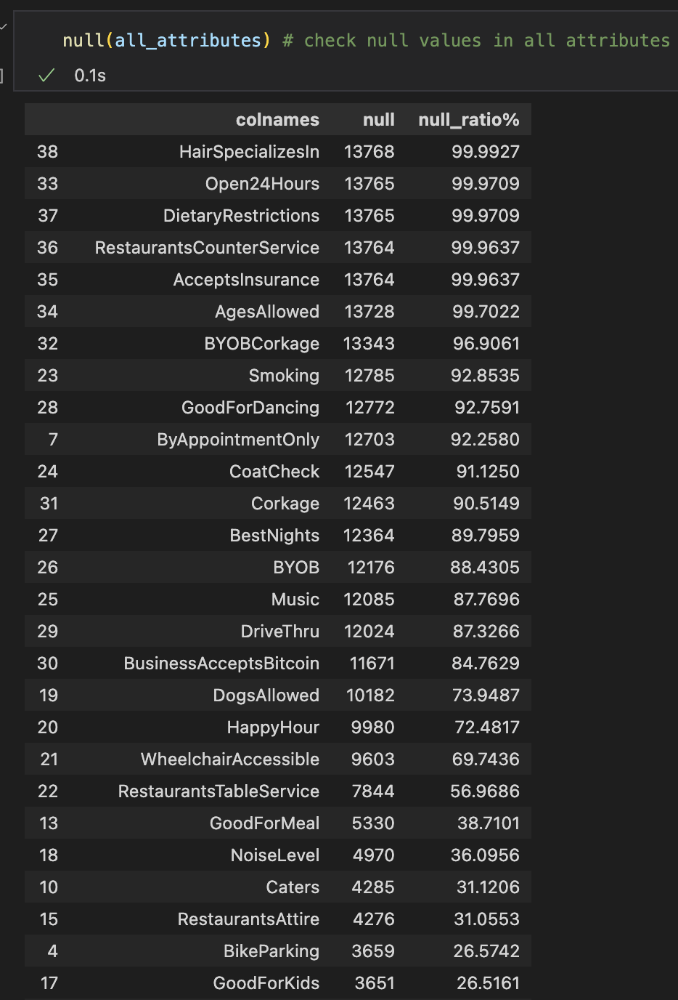 null(all_attributes) # check null values in all attributes
0.1s
colnames null null_ratio%
38 HairSpecializesIn 13768 99.9927
33 Open24Hours 13765 99.9709
37 DietaryRestrictions 13765 99.9709
36 RestaurantsCounterService 13764 99.9637
35 AcceptsInsurance 13764 99.9637
34 AgesAllowed 13728 99.7022
32 BYOBCorkage 13343 96.9061
23 Smoking 12785 92.8535
28 GoodForDancing 12772 92.7591
7 ByAppointmentOnly 12703 92.2580
24 CoatCheck 12547 91.1250
31 Corkage 12463 90.5149
27 BestNights 12364 89.7959
26 BYOB 12176 88.4305
25 Music 12085 87.7696
29 DriveThru 12024 87.3266
30 BusinessAcceptsBitcoin 11671 84.7629
19 DogsAllowed 10182 73.9487
20 HappyHour 9980 72.4817
21 WheelchairAccessible 9603 69.7436
22 RestaurantsTableService 7844 56.9686
13 GoodForMeal 5330 38.7101
18 NoiseLevel 4970 36.0956
10 Caters 4285 31.1206
15 RestaurantsAttire 4276 31.0553
4 BikeParking 3659 26.5742
17 GoodForKids 3651 26.5161